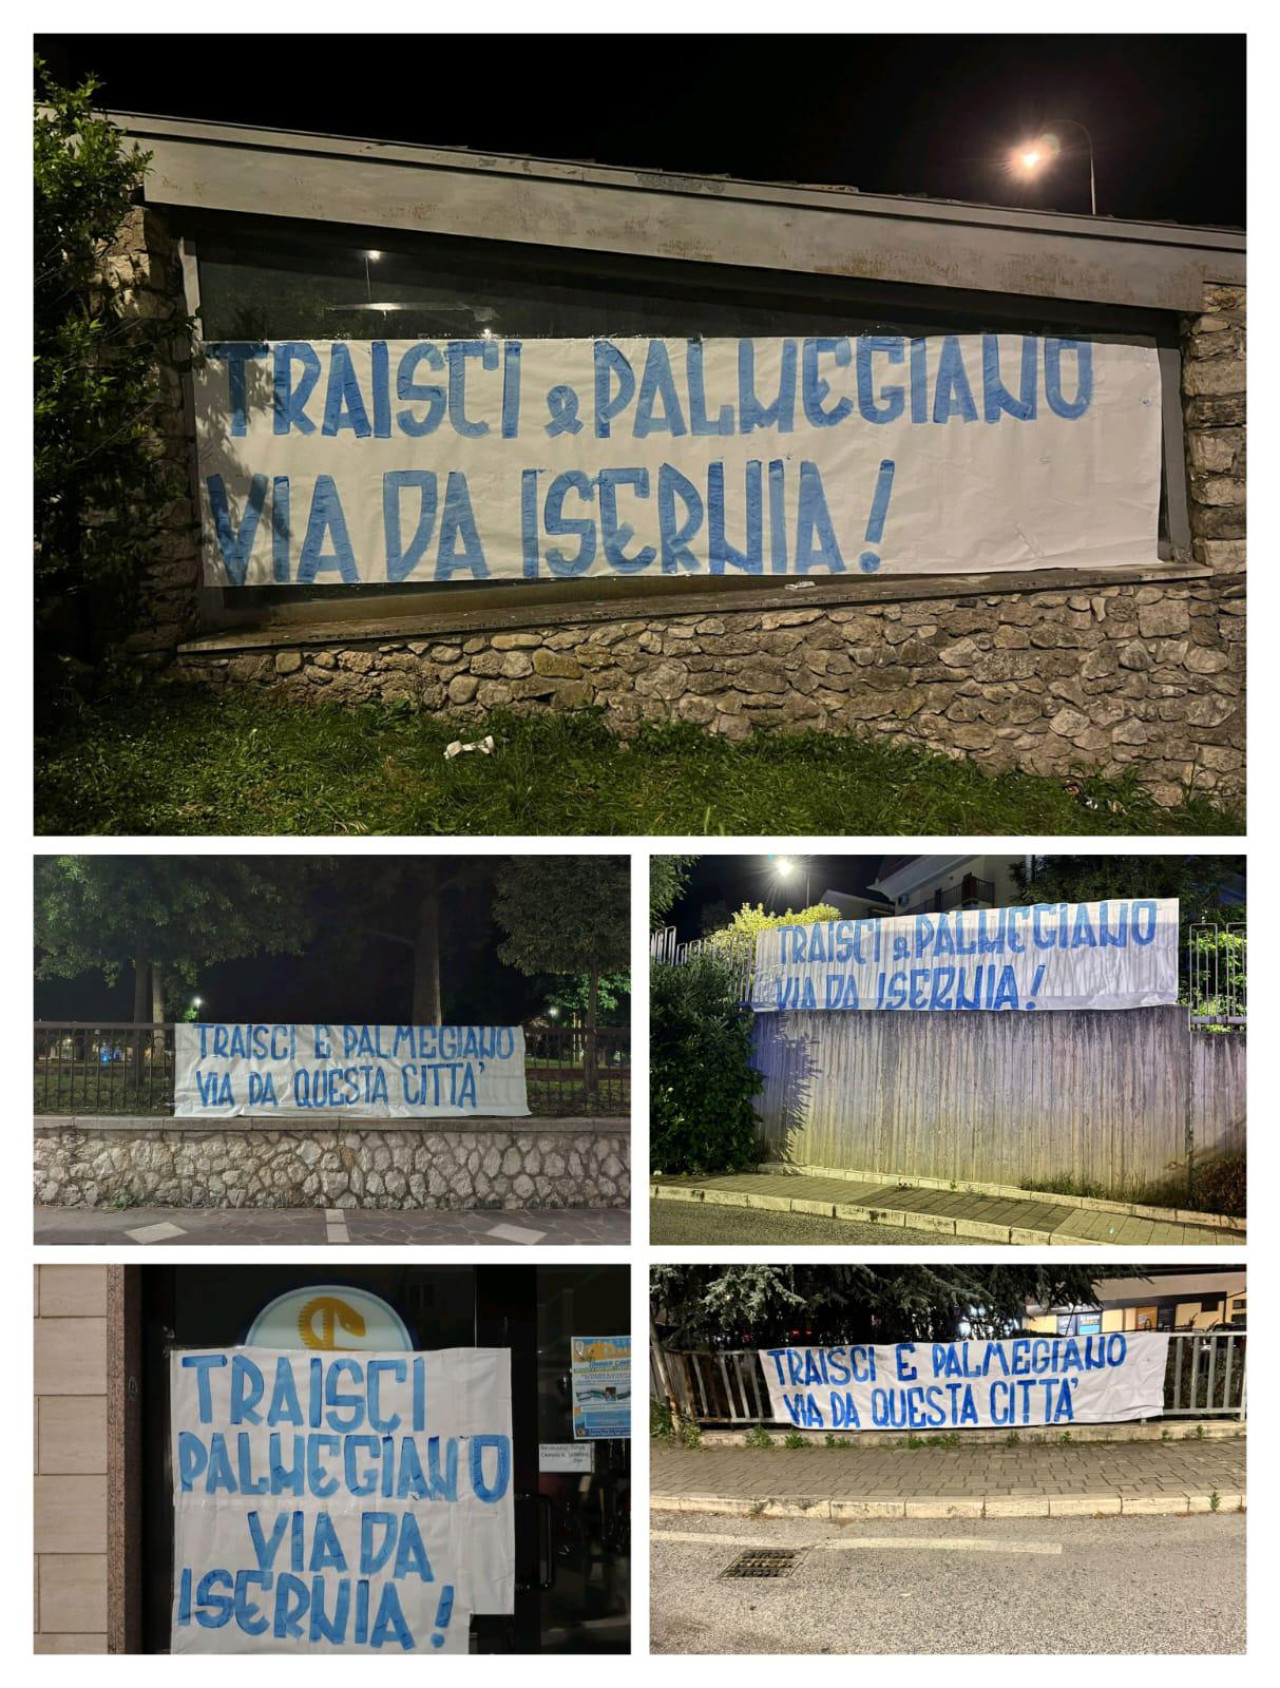 TRAISCI e PALMEGIANO
VIA DA ISERNIA!
TRAISCI E PALMEGIANO
VIA DA QUESTA CITTA'
TRAISCI e PALMEGIANO
VIA DA ISERNIA!
TRAISCI
PALMEGIANO
VIA DA
ISERNIA!
TRAISCI E PALMEGIANO
VIA DA QUESTA CITTA'